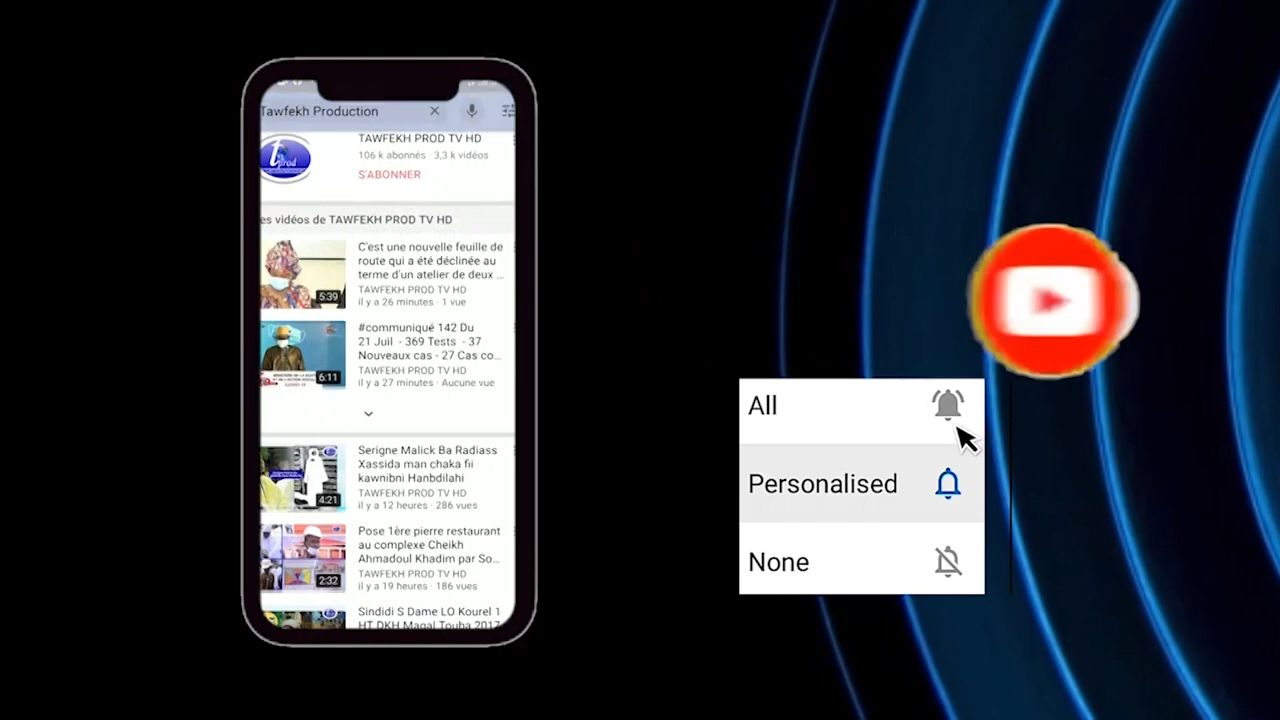 Tawfekh Production
TAWFEKH PROD TV HD
106 k abonnés · 3,3 k vidéos
S'ABONNER
prod
es vidéos de TAWFEKH PROD TV HD
C'est une nouvelle feuille de
route qui a été déclinée au
terme d'un atelier de deux ...
TAWFEKH PROD TV HD
il y a 26 minutes · 1 vue
5:39
#communiqué 142 Du
21 Juil - 369 Tests - 37
Nouveaux cas - 27 Cas co...
TAWFEKH PROD TV HD
il y a 27 minutes · Aucune vue
6:11
Serigne Malick Ba Radiass
Xassida man chaka fii
kawnibni Hanbdilahi
TAWFEKH PROD TV HD
il y a 12 heures · 286 vues
4:21
Pose 1ère pierre restaurant
au complexe Cheikh
Ahmadoul Khadim par So...
TAWFEKH PROD TV HD
il y a 19 heures · 186 vues
2:32
Sindidi S Dame LO Kourel 1
HT DKH Magal Touba 2017
All
Personalised
None